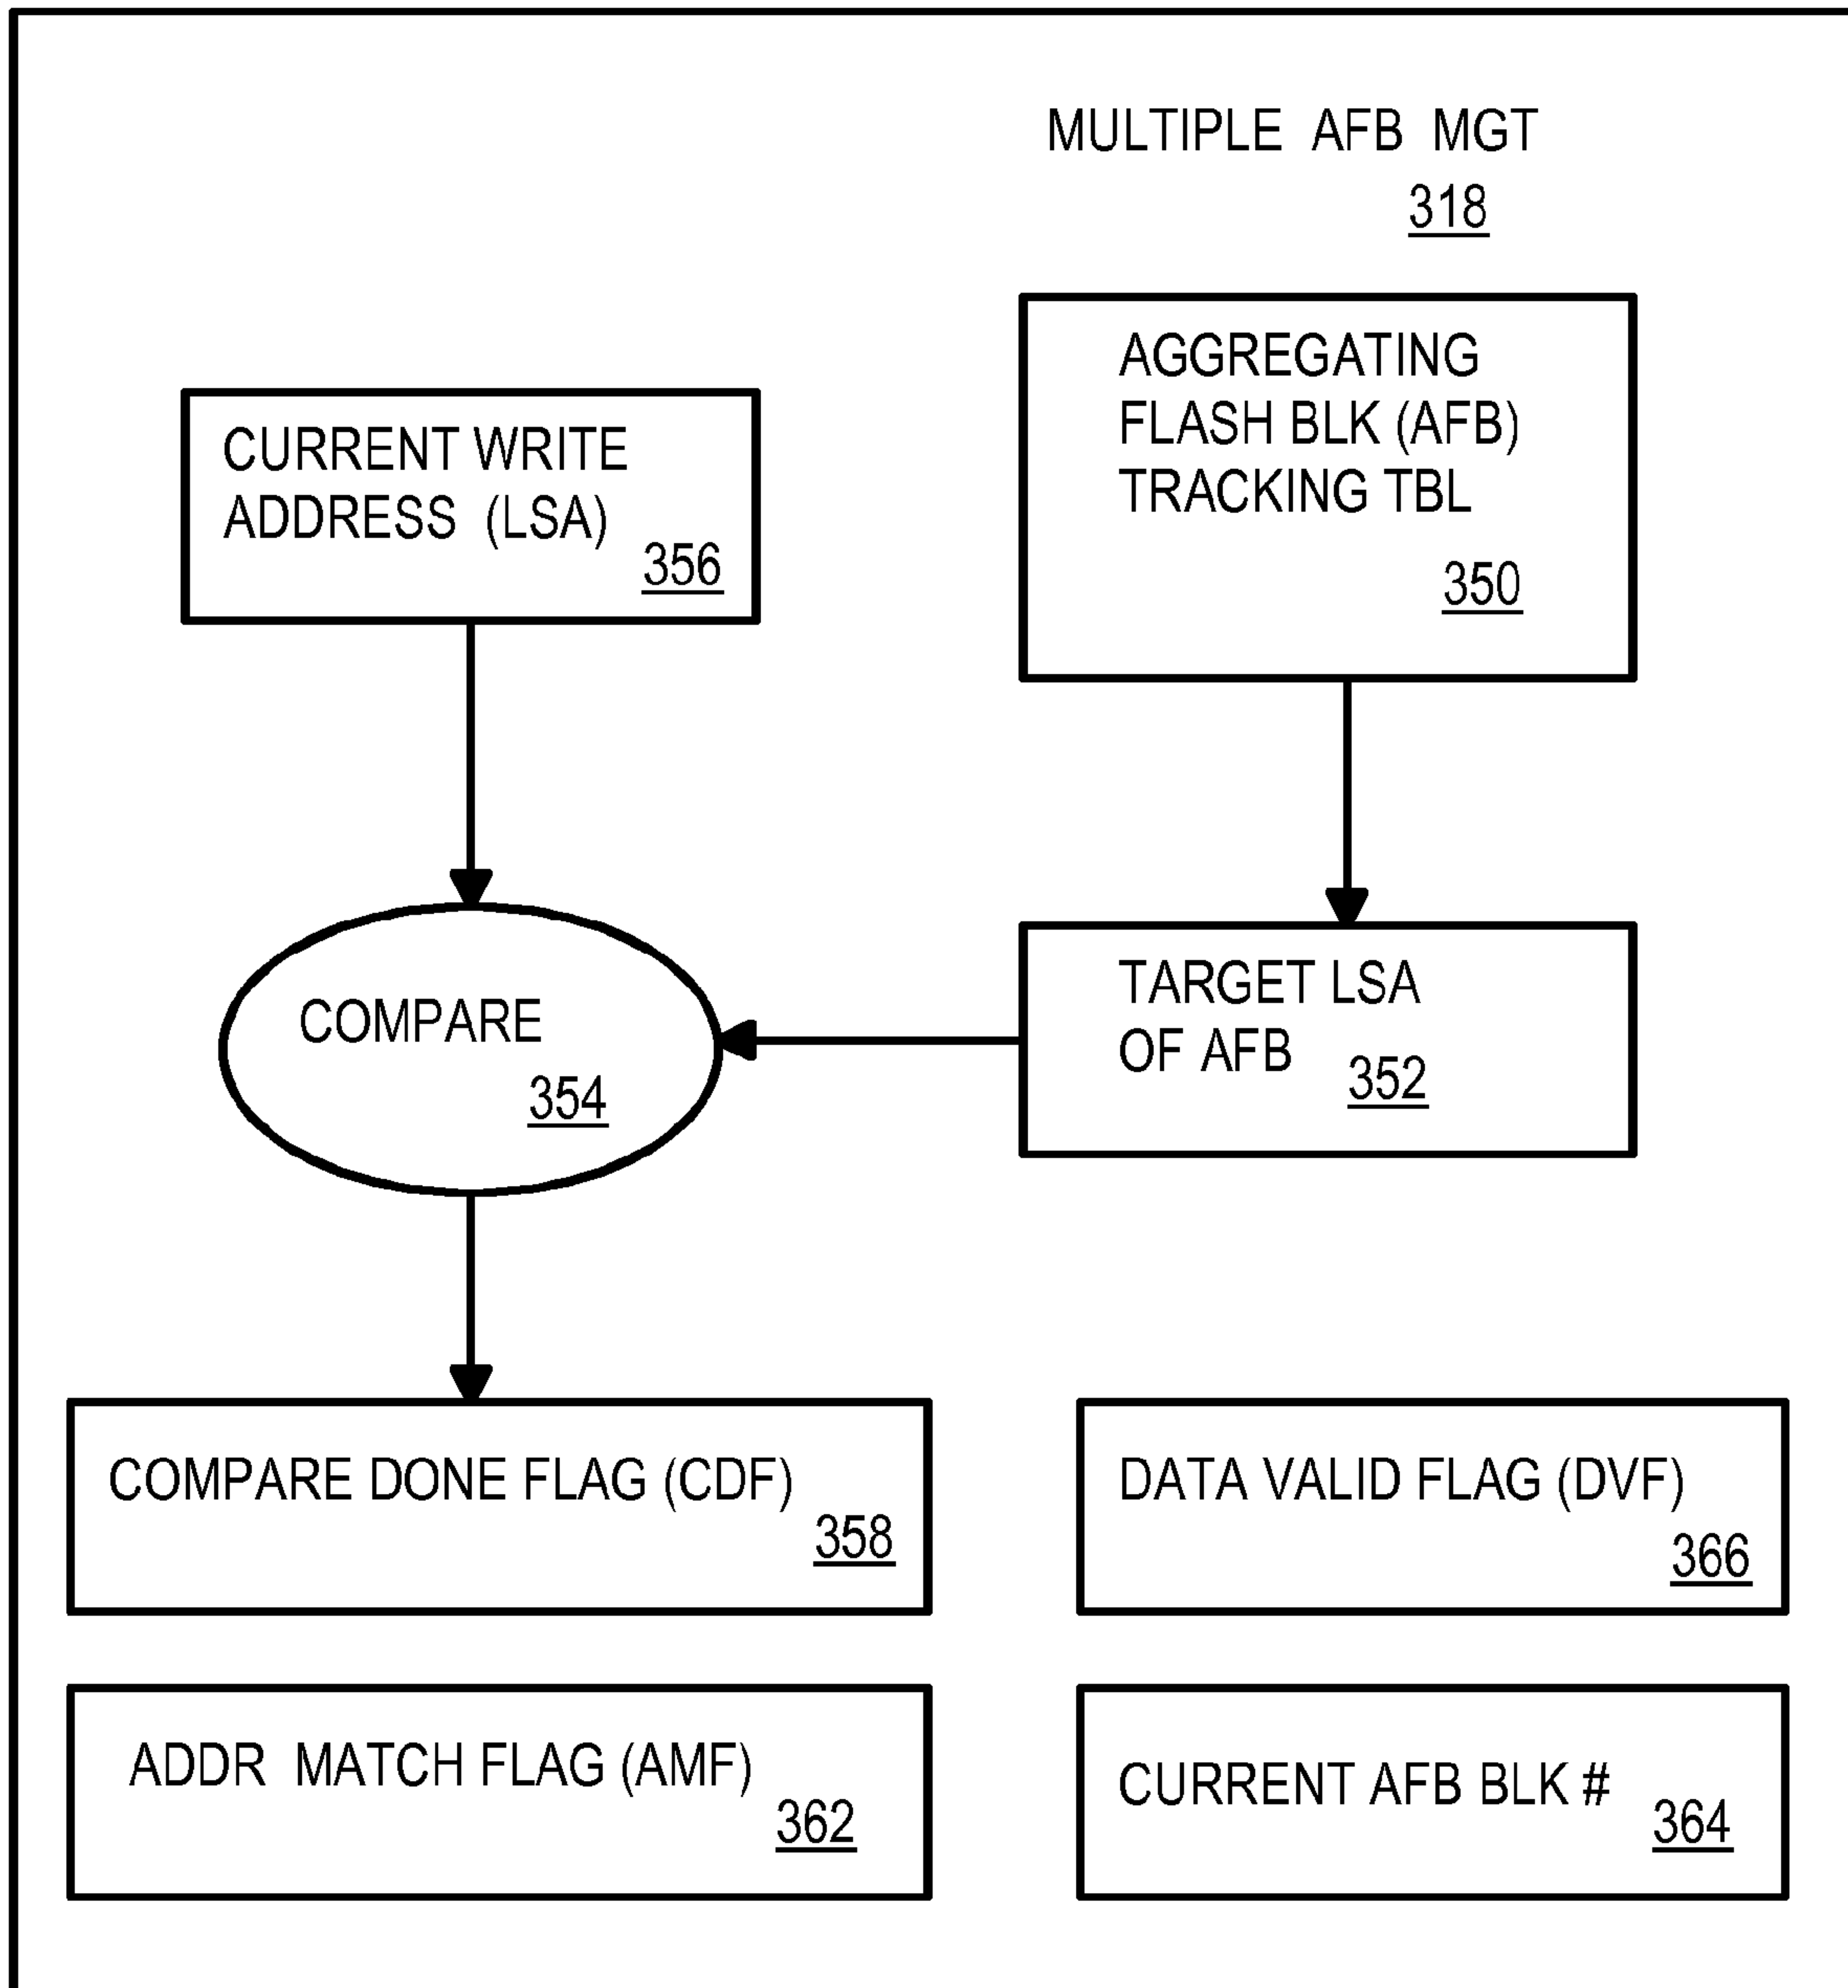 MULTIPLE AFB MGT
318
AGGREGATING
FLASH BLK (AFB)
TRACKING TBL
350
CURRENT WRITE
ADDRESS (LSA)
356
COMPARE
354
TARGET LSA
OF AFB
352
COMPARE DONE FLAG (CDF)
358
DATA VALID FLAG (DVF)
366
ADDR MATCH FLAG (AMF)
362
CURRENT AFB BLK #
364